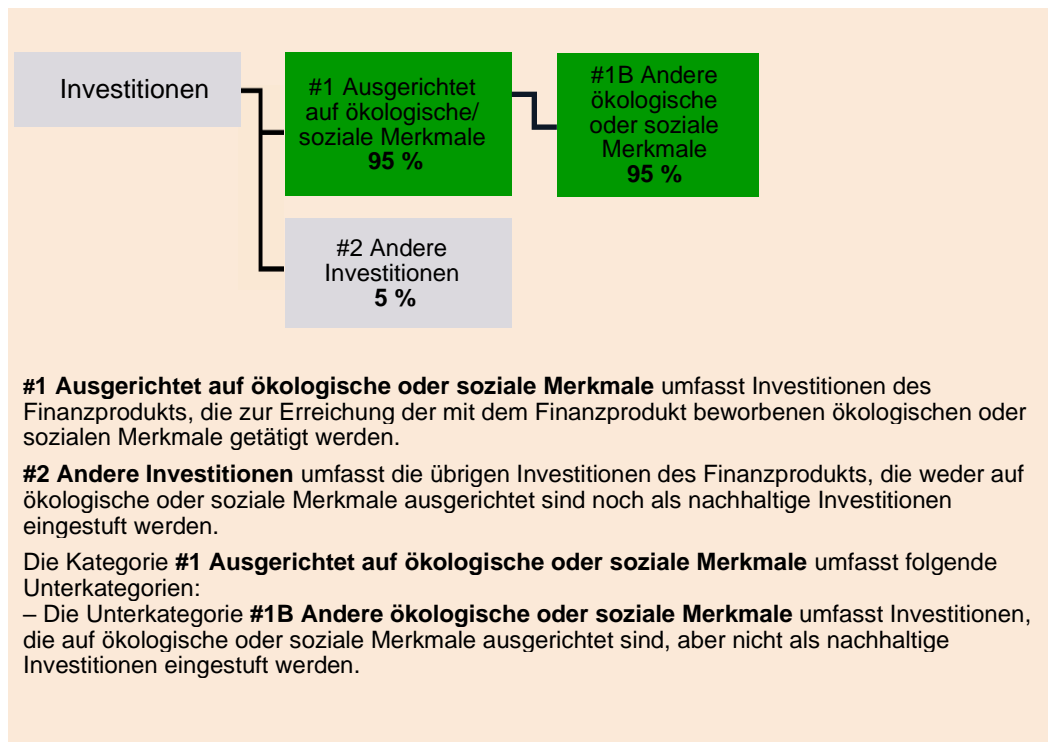 Investitionen
#1 Ausgerichtet
auf ökologische/
soziale Merkmale
95 %
#1B Andere
ökologische
oder soziale
Merkmale
95 %
#2 Andere
Investitionen
5 %
#1 Ausgerichtet auf ökologische oder soziale Merkmale umfasst Investitionen des
Finanzprodukts, die zur Erreichung der mit dem Finanzprodukt beworbenen ökologischen oder
sozialen Merkmale getätigt werden.
#2 Andere Investitionen umfasst die übrigen Investitionen des Finanzprodukts, die weder auf
ökologische oder soziale Merkmale ausgerichtet sind noch als nachhaltige Investitionen
eingestuft werden.
Die Kategorie #1 Ausgerichtet auf ökologische oder soziale Merkmale umfasst folgende
Unterkategorien:
– Die Unterkategorie #1B Andere ökologische oder soziale Merkmale umfasst Investitionen,
die auf ökologische oder soziale Merkmale ausgerichtet sind, aber nicht als nachhaltige
Investitionen eingestuft werden.